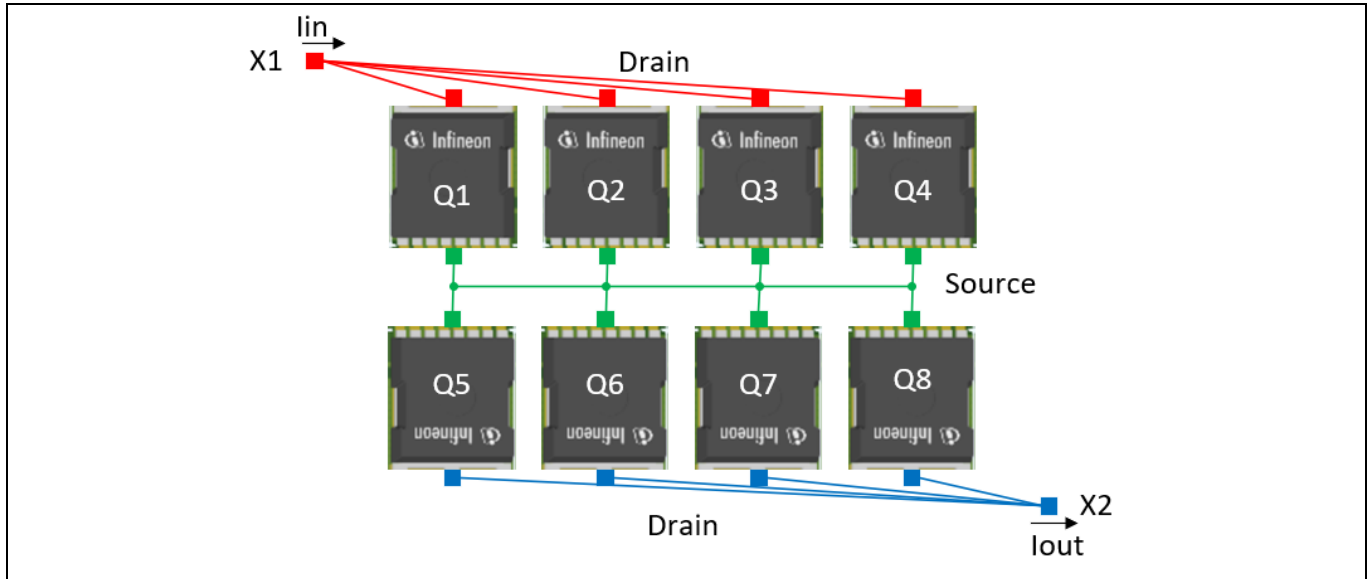 Iin
X1
Drain
Infineon Infineon Infineon Infineon
Q1 Q2 Q3 Q4
Source
Q5 Q6 Q7 Q8
Infineon Infineon Infineon Infineon
X2
Drain
Iout